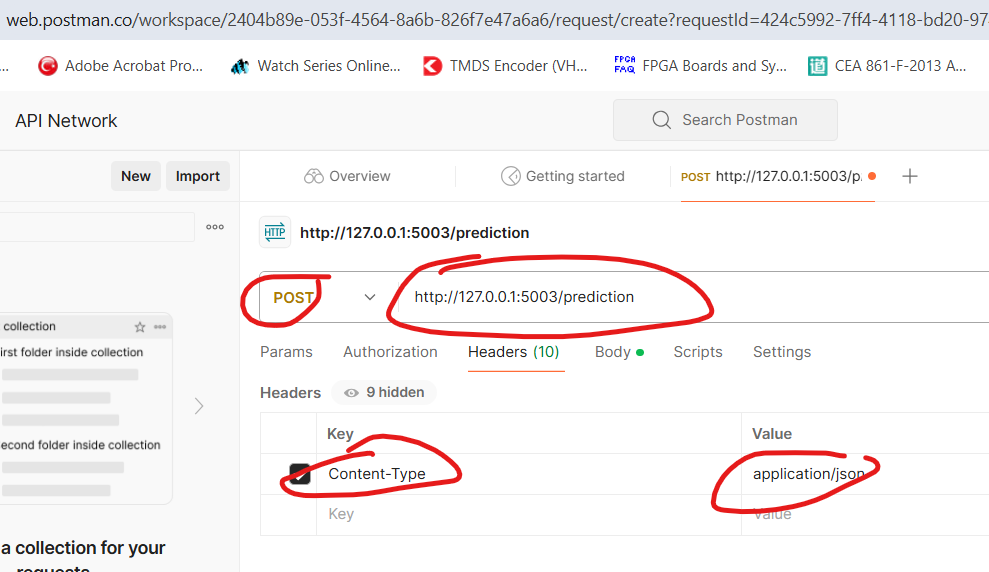 web.postman.co/workspace/2404b89e-053f-4564-8a6b-826f7e47a6a6/request/create?requestId=424c5992-7ff4-4118-bd20-97
... Adobe Acrobat Pro... Watch Series Online... TMDS Encoder (VH... FPGA FAQ FPGA Boards and Sy... 道 CEA 861-F-2013 A...
API Network Search Postman
New Import Overview Getting started POST http://127.0.0.1:5003/p.
HTTP http://127.0.0.1:5003/prediction
POST http://127.0.0.1:5003/prediction
collection
irst folder inside collection
econd folder inside collection
a collection for your
requests
Params Authorization Headers (10) Body Scripts Settings
Headers 9 hidden
Key Value
Content-Type application/json
Key Value